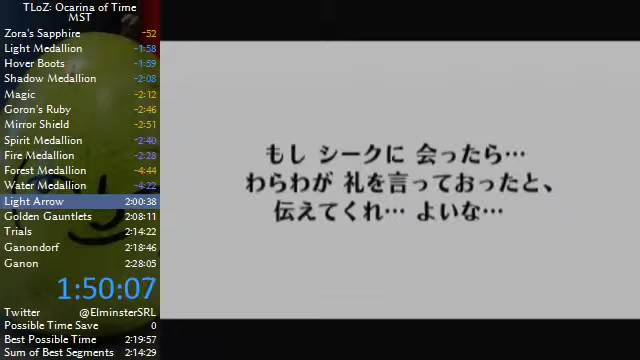 TLoZ: Ocarina of Time
MST
Zora's Sapphire -52
Light Medallion -1:58
Hover Boots -1:59
Shadow Medallion -2:08
Magic -2:12
Goron's Ruby -2:46
Mirror Shield -2:51
Spirit Medallion -2:40
Fire Medallion -2:28
Forest Medallion -4:44
Water Medallion -4:22
Light Arrow 2:00:38
Golden Gauntlets 2:08:11
Trials 2:14:22
Ganondorf 2:18:46
Ganon 2:28:05
1:50:07
Twitter @ElminsterSRL
Possible Time Save 0
Best Possible Time 2:19:57
Sum of Best Segments 2:14:29
もし シークに 会ったら…
わらわが 礼を言っておったと、
伝えてくれ… よいな…